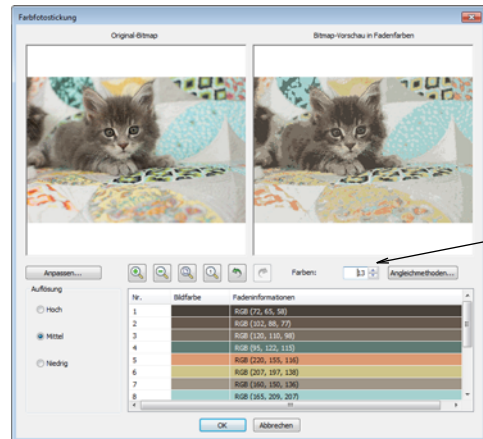 Farbfotostickung
Original-Bitmap
Bitmap-Vorschau in Fadenfarben
Anpassen...
Farben:
13
Angleichmethoden...
Auflösung
Hoch
Mittel
Niedrig
Nr. Bildfarbe Fadeninformationen
1 RGB (72, 65, 58)
2 RGB (102, 88, 77)
3 RGB (120, 110, 98)
4 RGB (95, 122, 115)
5 RGB (220, 155, 116)
6 RGB (207, 197, 138)
7 RGB (160, 150, 136)
8 RGB (165, 209, 207)
OK
Abbrechen